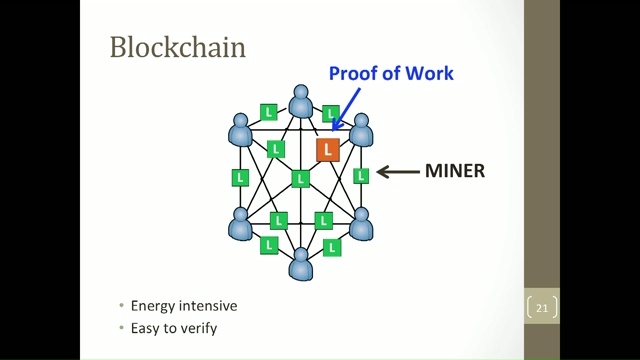 Blockchain
Proof of Work
L
L
L
L
L
L
L
MINER
L
L
L
L
• Energy intensive
• Easy to verify
21